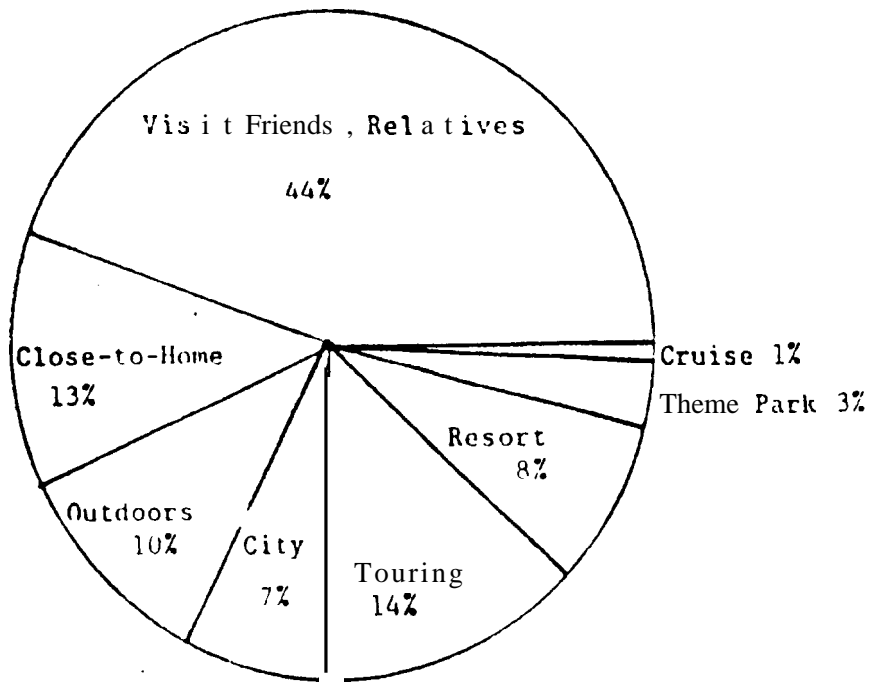 Visit Friends, Relatives
44%
Close-to-Home
13%
Cruise 1%
Theme Park 3%
Resort
8%
Outdoors
10%
City
7%
Touring
14%